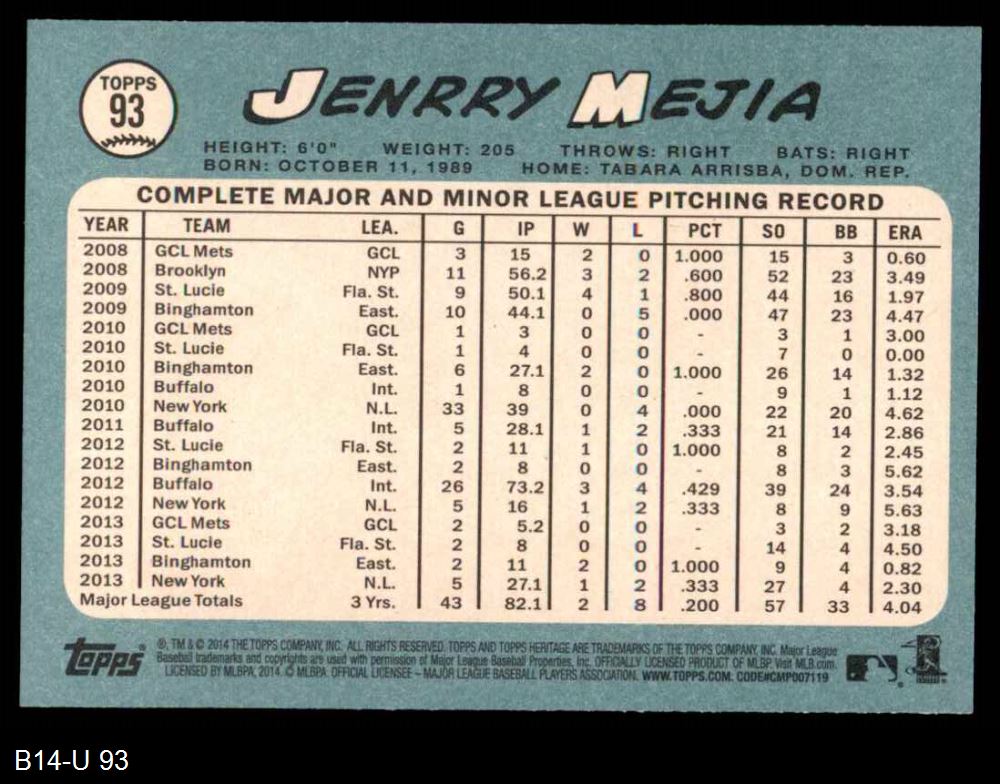 TOPPS
93
JENRRY MEJIA
HEIGHT: 6'0" WEIGHT: 205 THROWS: RIGHT BATS: RIGHT
BORN: OCTOBER 11, 1989 HOME: TABARA ARRISBA, DOM. REP.
COMPLETE MAJOR AND MINOR LEAGUE PITCHING RECORD
YEAR TEAM LEA. G IP W L PCT SO BB ERA
2008 GCL Mets GCL 3 15 2 0 1.000 15 3 0.60
2008 Brooklyn NYP 11 56.2 3 2 .600 52 23 3.49
2009 St. Lucie Fla. St. 9 50.1 4 1 .800 44 16 1.97
2009 Binghamton East. 10 44.1 0 5 .000 47 23 4.47
2010 GCL Mets GCL 1 3 0 0 - 3 1 3.00
2010 St. Lucie Fla. St. 1 4 0 0 - 7 0 0.00
2010 Binghamton East. 6 27.1 2 0 1.000 26 14 1.32
2010 Buffalo Int. 1 8 0 0 - 9 1 1.12
2010 New York N.L. 33 39 0 4 .000 22 20 4.62
2011 Buffalo Int. 5 28.1 1 2 .333 21 14 2.86
2012 St. Lucie Fla. St. 2 11 1 0 1.000 8 2 2.45
2012 Binghamton East. 2 8 0 0 - 8 3 5.62
2012 Buffalo Int. 26 73.2 3 4 .429 39 24 3.54
2012 New York N.L. 5 16 1 2 .333 8 9 5.63
2013 GCL Mets GCL 2 5.2 0 0 - 3 2 3.18
2013 St. Lucie Fla. St. 2 8 0 0 - 14 4 4.50
2013 Binghamton East. 2 11 2 0 1.000 9 4 0.82
2013 New York N.L. 5 27.1 1 2 .333 27 4 2.30
Major League Totals 3 Yrs. 43 82.1 2 8 .200 57 33 4.04
topps ®, TM & © 2014 THE TOPPS COMPANY, INC. ALL RIGHTS RESERVED. TOPPS AND TOPPS HERITAGE ARE TRADEMARKS OF THE TOPPS COMPANY, INC. Major League
Baseball trademarks and copyrights are used with permission of Major League Baseball Properties, Inc. OFFICIALLY LICENSED PRODUCT OF MLBP. Visit MLB.com.
LICENSED BY MLBPA, 2014. © MLBPA OFFICIAL LICENSEE – MAJOR LEAGUE BASEBALL PLAYERS ASSOCIATION. WWW.TOPPS.COM. CODE#CMP007119
B14-U 93